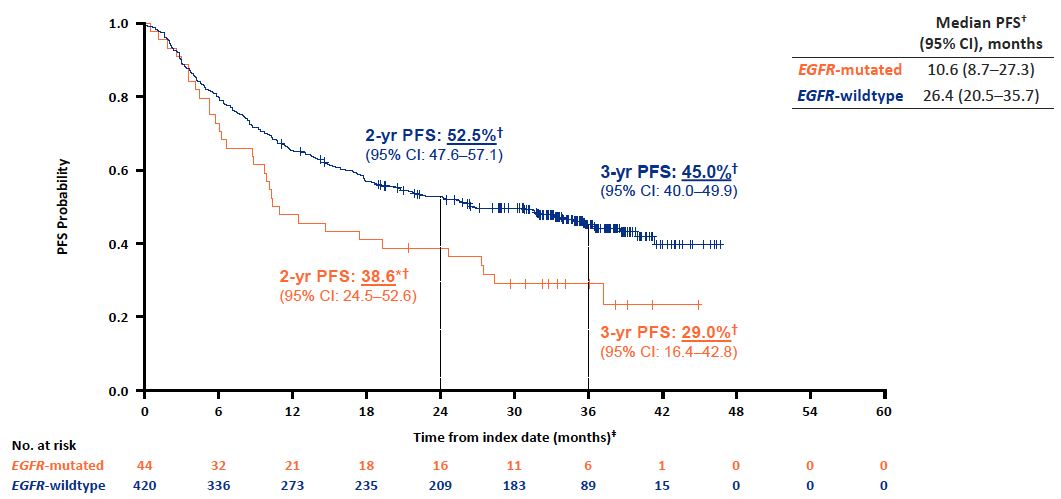 Median PFS†
(95% CI), months
EGFR-mutated 10.6 (8.7–27.3)
EGFR-wildtype 26.4 (20.5–35.7)
PFS Probability
1.0
0.8
0.6
0.4
0.2
0.0
2-yr PFS: 52.5%†
(95% CI: 47.6–57.1)
3-yr PFS: 45.0%†
(95% CI: 40.0–49.9)
2-yr PFS: 38.6*†
(95% CI: 24.5–52.6)
3-yr PFS: 29.0%†
(95% CI: 16.4–42.8)
0 6 12 18 24 30 36 42 48 54 60
Time from index date (months)‡
No. at risk
EGFR-mutated 44 32 21 18 16 11 6 1 0 0 0
EGFR-wildtype 420 336 273 235 209 183 89 15 0 0 0